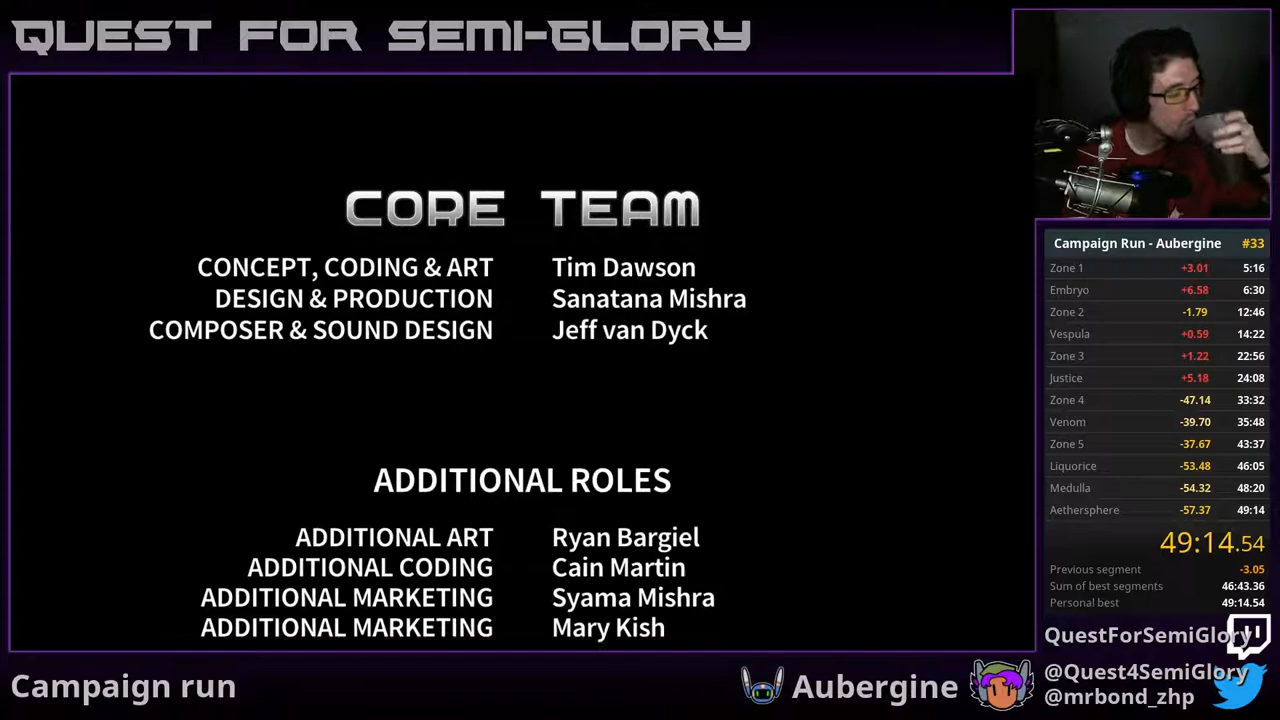 QUEST FOR SEMI-GLORY
CORE TEAM
CONCEPT, CODING & ART Tim Dawson
DESIGN & PRODUCTION Sanatana Mishra
COMPOSER & SOUND DESIGN Jeff van Dyck
ADDITIONAL ROLES
ADDITIONAL ART Ryan Bargiel
ADDITIONAL CODING Cain Martin
ADDITIONAL MARKETING Syama Mishra
ADDITIONAL MARKETING Mary Kish
Campaign Run - Aubergine #33
Zone 1 +3.01 5:16
Embryo +6.58 6:30
Zone 2 -1.79 12:46
Vespula +0.59 14:22
Zone 3 +1.22 22:56
Justice +5.18 24:08
Zone 4 -47.14 33:32
Venom -39.70 35:48
Zone 5 -37.67 43:37
Liquorice -53.48 46:05
Medulla -54.32 48:20
Aethersphere -57.37 49:14
49:14.54
Previous segment -3.05
Sum of best segments 46:43.36
Personal best 49:14.54
QuestForSemiGlory
@Quest4SemiGlory
@mrbond_zhp
Campaign run
Aubergine